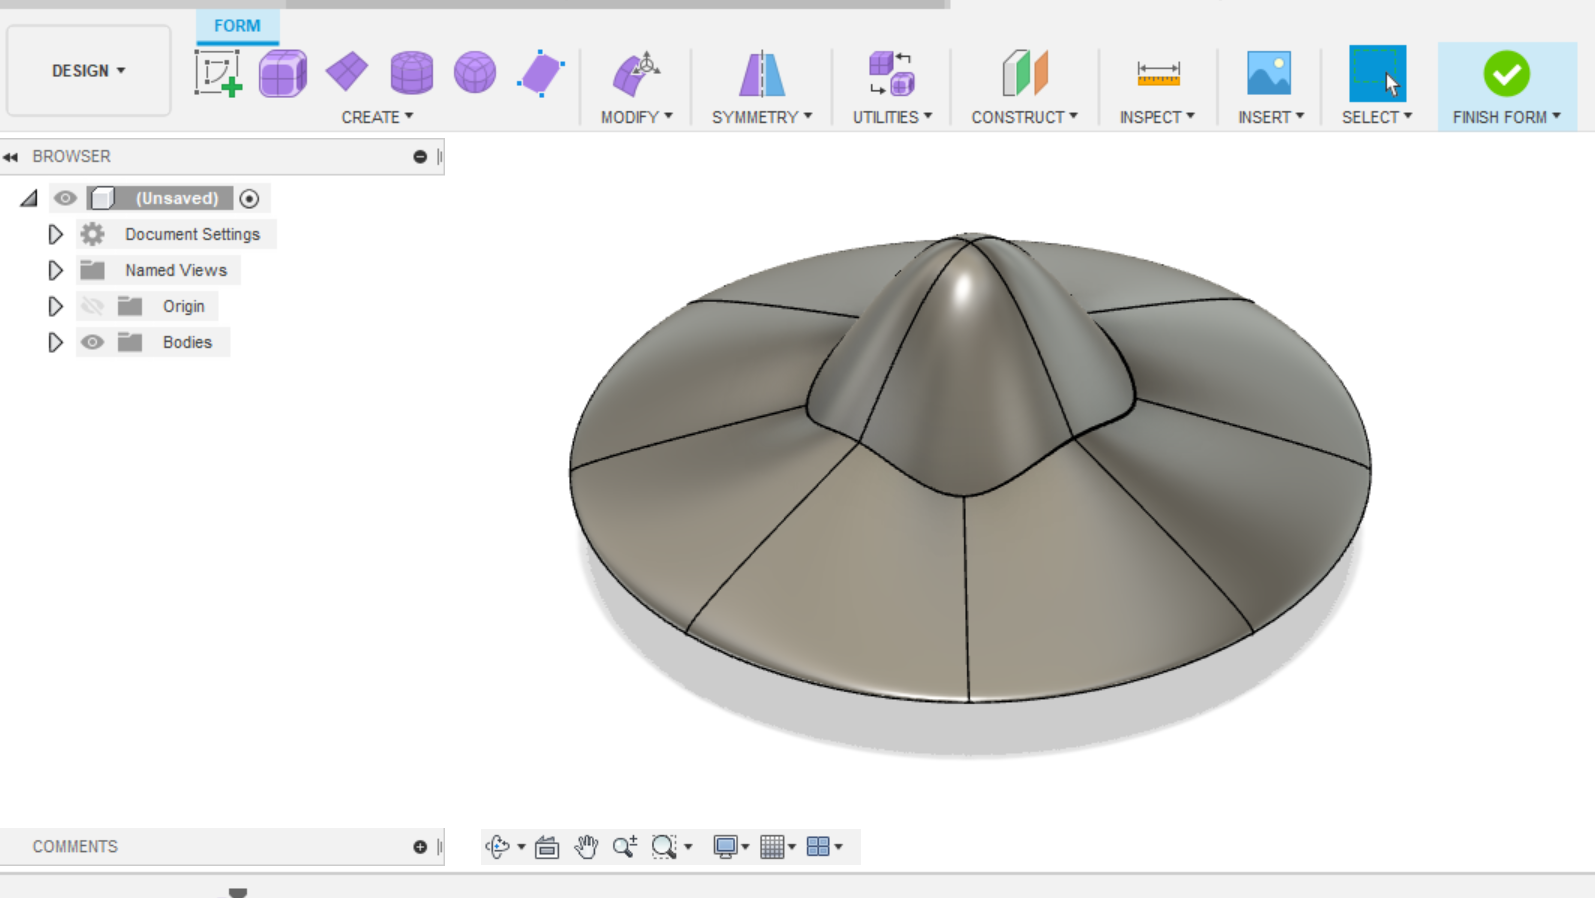 FORM
DESIGN
CREATE
MODIFY
SYMMETRY
UTILITIES
CONSTRUCT
INSPECT
INSERT
SELECT
FINISH FORM
BROWSER
(Unsaved)
Document Settings
Named Views
Origin
Bodies
COMMENTS